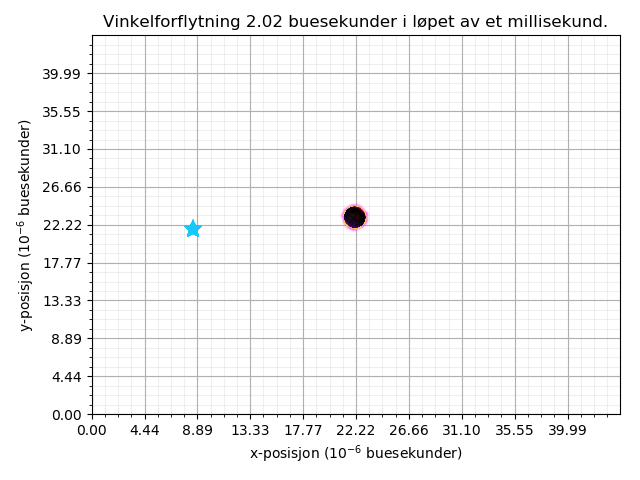 Vinkelforflytning 2.02 buesekunder i løpet av et millisekund.
39.99
35.55
31.10
26.66
22.22
17.77
13.33
8.89
4.44
0.00
y-posisjon (10⁻⁶ buesekunder)
0.00 4.44 8.89 13.33 17.77 22.22 26.66 31.10 35.55 39.99
x-posisjon (10⁻⁶ buesekunder)